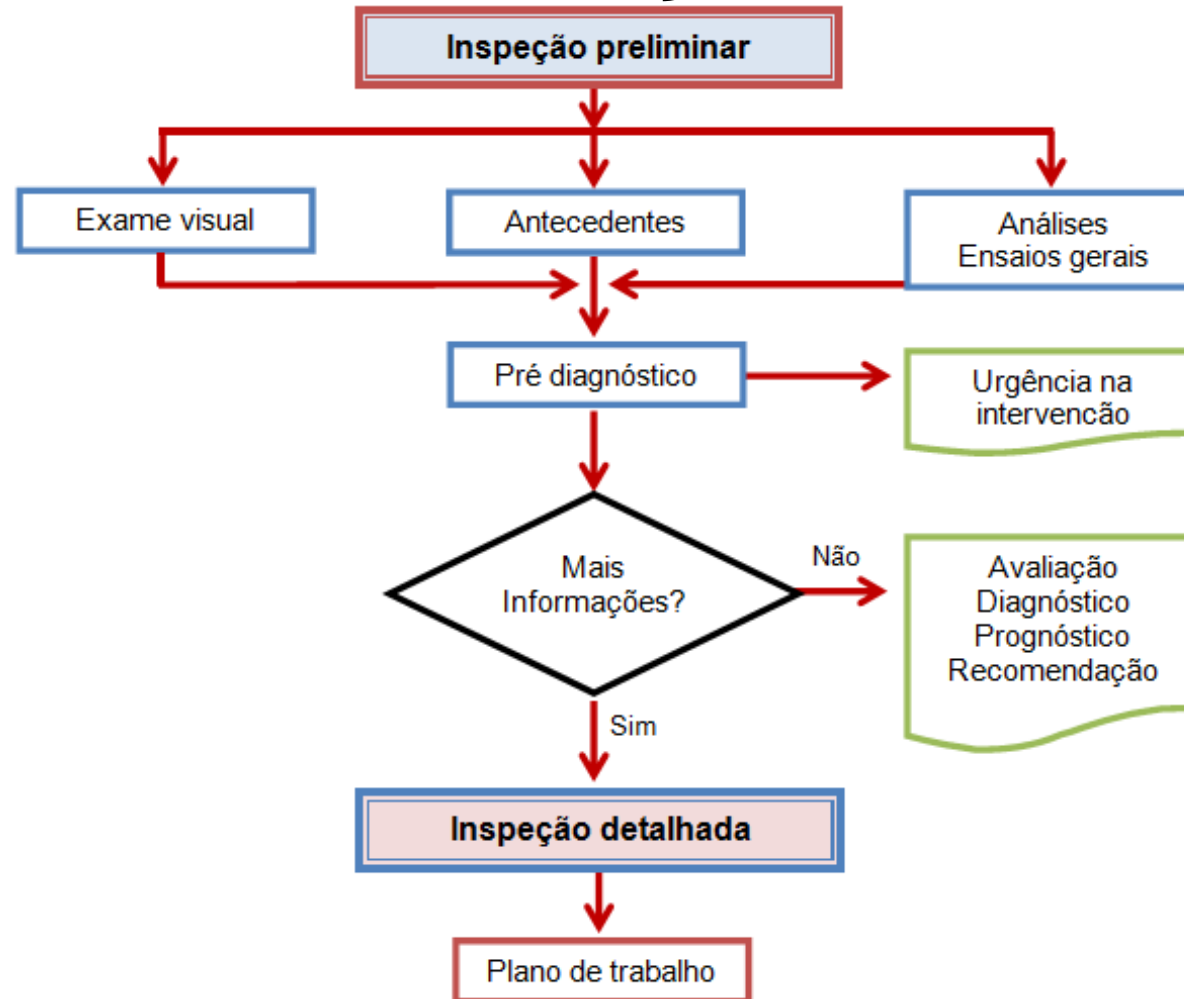 Inspeção preliminar
Exame visual
Antecedentes
Análises
Ensaios gerais
Pré diagnóstico
Urgência na
intervencão
Mais
Informações?
Não
Avaliação
Diagnóstico
Prognóstico
Recomendação
Sim
Inspeção detalhada
Plano de trabalho